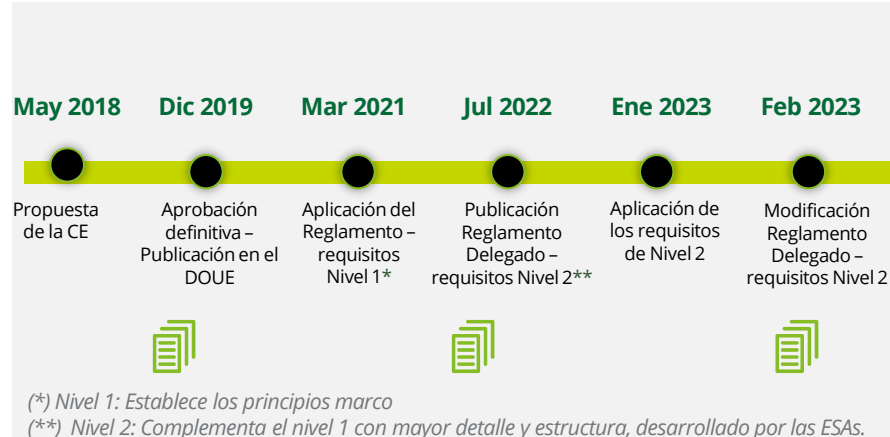 May 2018
Dic 2019
Mar 2021
Jul 2022
Ene 2023
Feb 2023
Propuesta
de la CE
Aprobación
definitiva –
Publicación en el
DOUE
Aplicación del
Reglamento –
requisitos
Nivel 1*
Publicación
Reglamento
Delegado –
requisitos Nivel 2**
Aplicación de
los requisitos
de Nivel 2
Modificación
Reglamento
Delegado –
requisitos Nivel 2
(*) Nivel 1: Establece los principios marco
(**) Nivel 2: Complementa el nivel 1 con mayor detalle y estructura, desarrollado por las ESAs.